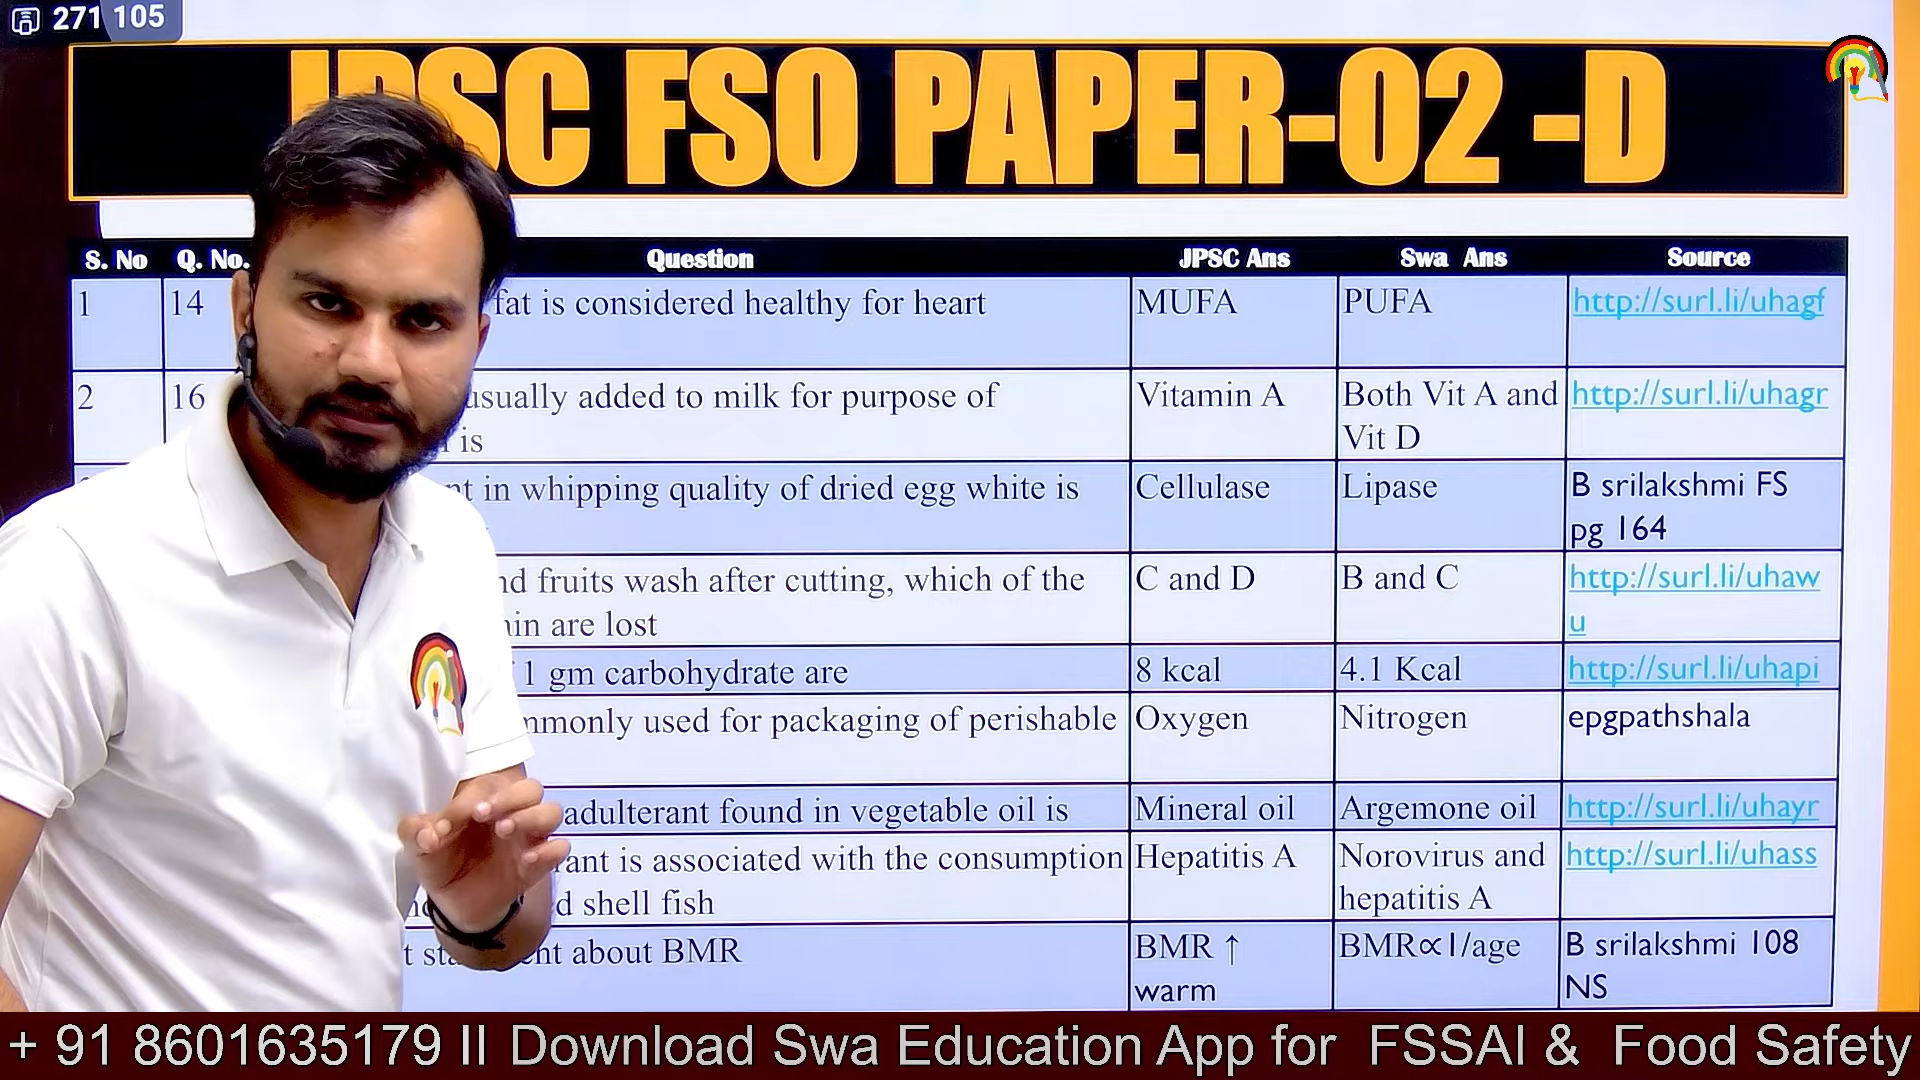 271 105
JPSC FSO PAPER-02 -D
S. No Q. No. Question JPSC Ans Swa Ans Source
1 14 fat is considered healthy for heart MUFA PUFA http://surl.li/uhagf
2 16 usually added to milk for purpose of Vitamin A Both Vit A and http://surl.li/uhagr
is Vit D
in whipping quality of dried egg white is Cellulase Lipase B srilakshmi FS
pg 164
fruits wash after cutting, which of the C and D B and C http://surl.li/uhaw
are lost u
1 gm carbohydrate are 8 kcal 4.1 Kcal http://surl.li/uhapi
used for packaging of perishable Oxygen Nitrogen epgpathshala
adulterant found in vegetable oil is Mineral oil Argemone oil http://surl.li/uhayr
is associated with the consumption Hepatitis A Norovirus and http://surl.li/uhass
shell fish hepatitis A
about BMR BMR ↑ BMR∝1/age B srilakshmi 108
warm NS
+ 91 8601635179 II Download Swa Education App for FSSAI & Food Safety